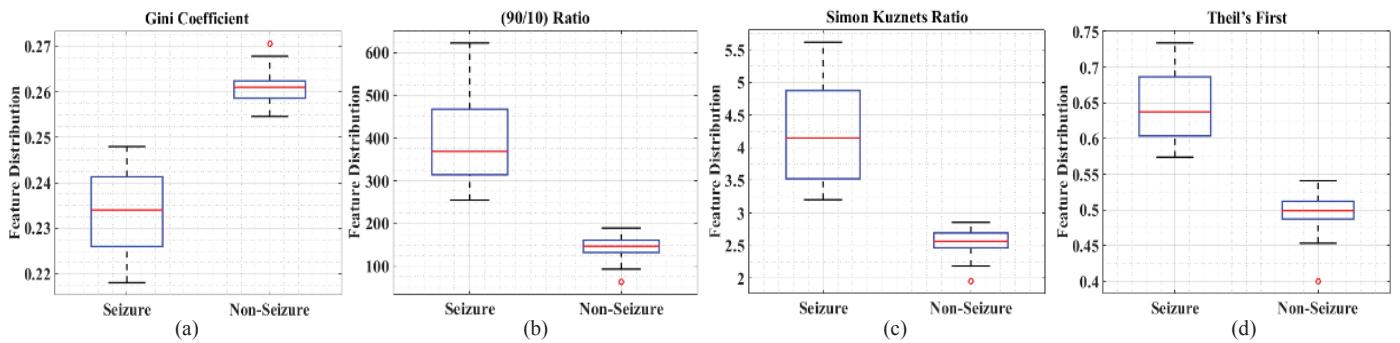 Gini Coefficient
Feature Distribution
0.27
0.26
0.25
0.24
0.23
0.22
Seizure Non-Seizure
(a)
(90/10) Ratio
Feature Distribution
600
500
400
300
200
100
Seizure Non-Seizure
(b)
Simon Kuznets Ratio
Feature Distribution
5.5
5
4.5
4
3.5
3
2.5
2
Seizure Non-Seizure
(c)
Theil's First
Feature Distribution
0.75
0.7
0.65
0.6
0.55
0.5
0.45
0.4
Seizure Non-Seizure
(d)